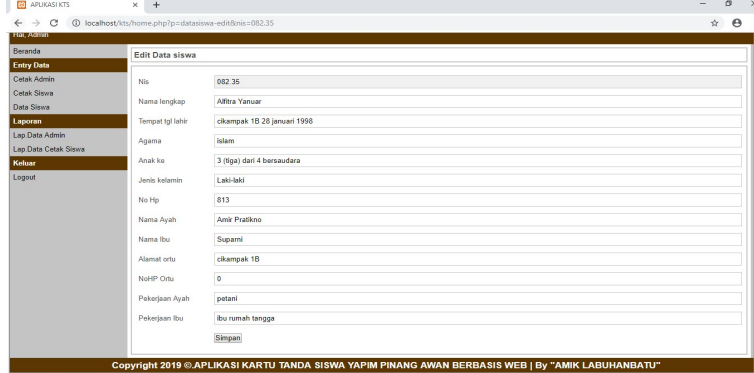 APLIKASI KTS
localhost/kts/home.php?p=datasiswa-edit&nis=082.35
Hai, Admin
Beranda
Entry Data
Cetak Admin
Cetak Siswa
Data Siswa
Laporan
Lap.Data Admin
Lap.Data Cetak Siswa
Keluar
Logout
Edit Data siswa
Nis 082.35
Nama lengkap Alfitra Yanuar
Tempat tgl lahir cikampak 1B 28 januari 1998
Agama islam
Anak ke 3 (tiga) dari 4 bersaudara
Jenis kelamin Laki-laki
No Hp 813
Nama Ayah Amir Pratikno
Nama Ibu Suparni
Alamat ortu cikampak 1B
NoHP Ortu 0
Pekerjaan Ayah petani
Pekerjaan Ibu ibu rumah tangga
Simpan
Copyright 2019 ©.APLIKASI KARTU TANDA SISWA YAPIM PINANG AWAN BERBASIS WEB | By "AMIK LABUHANBATU"